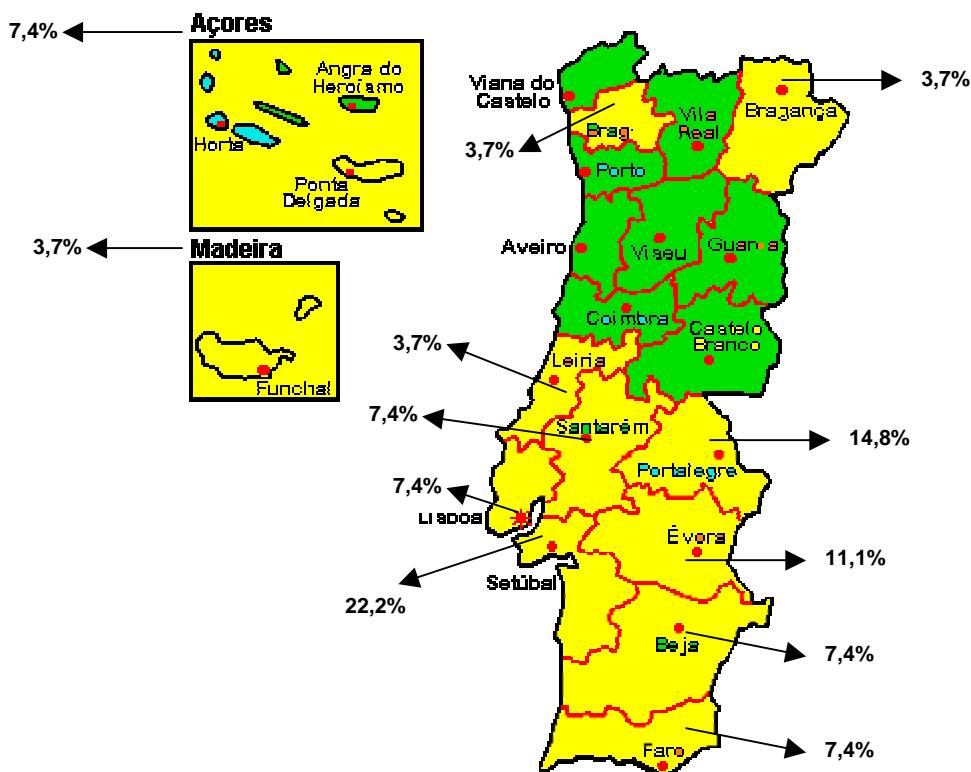 Açores
7,4%
Angra do
Heroísmo
Horta
Ponta
Delgada
3,7%
Madeira
Funchal
Viana do
Castelo
Brag.
3,7%
Vila
Real
Bragança
3,7%
Porto
Aveiro
Viseu
Guarda
Coimbra
Castelo
Branco
3,7%
Leiria
7,4%
Santarém
14,8%
Portalegre
7,4%
Lisboa
Évora
11,1%
Setúbal
22,2%
Beja
7,4%
7,4%
Faro